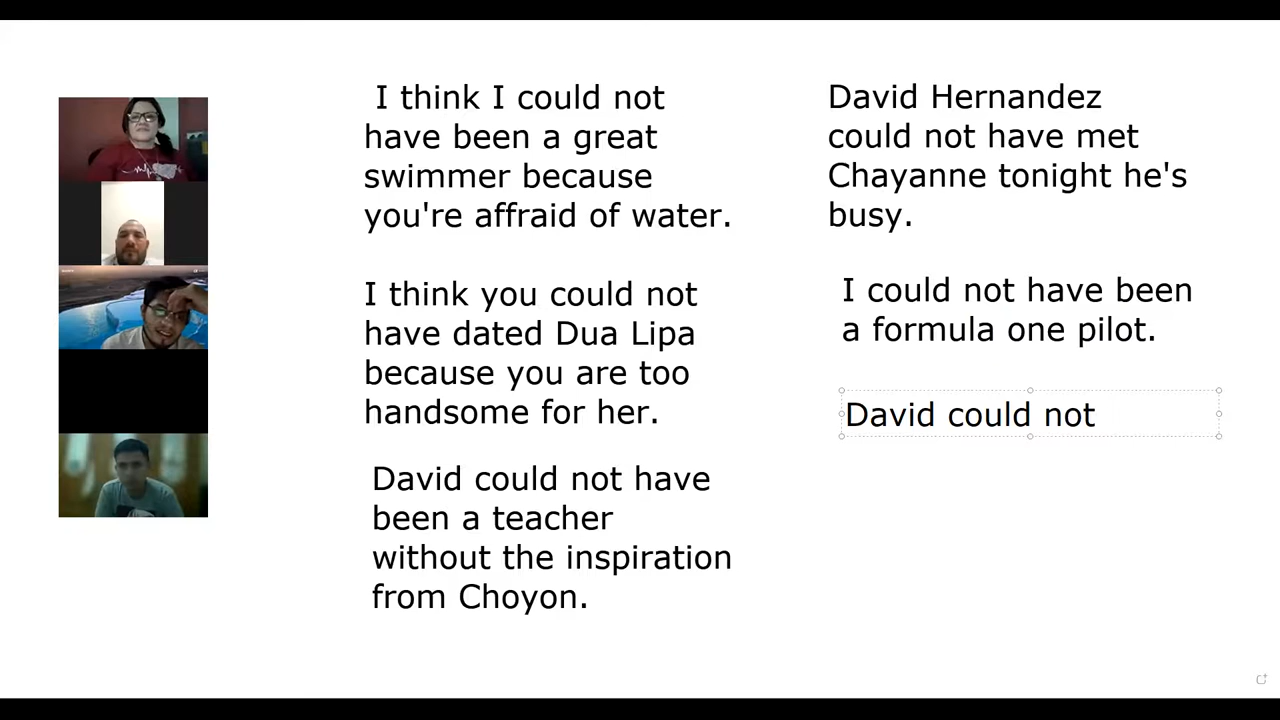 I think I could not
have been a great
swimmer because
you're affraid of water.
I think you could not
have dated Dua Lipa
because you are too
handsome for her.
David could not have
been a teacher
without the inspiration
from Choyon.
David Hernandez
could not have met
Chayanne tonight he's
busy.
I could not have been
a formula one pilot.
David could not